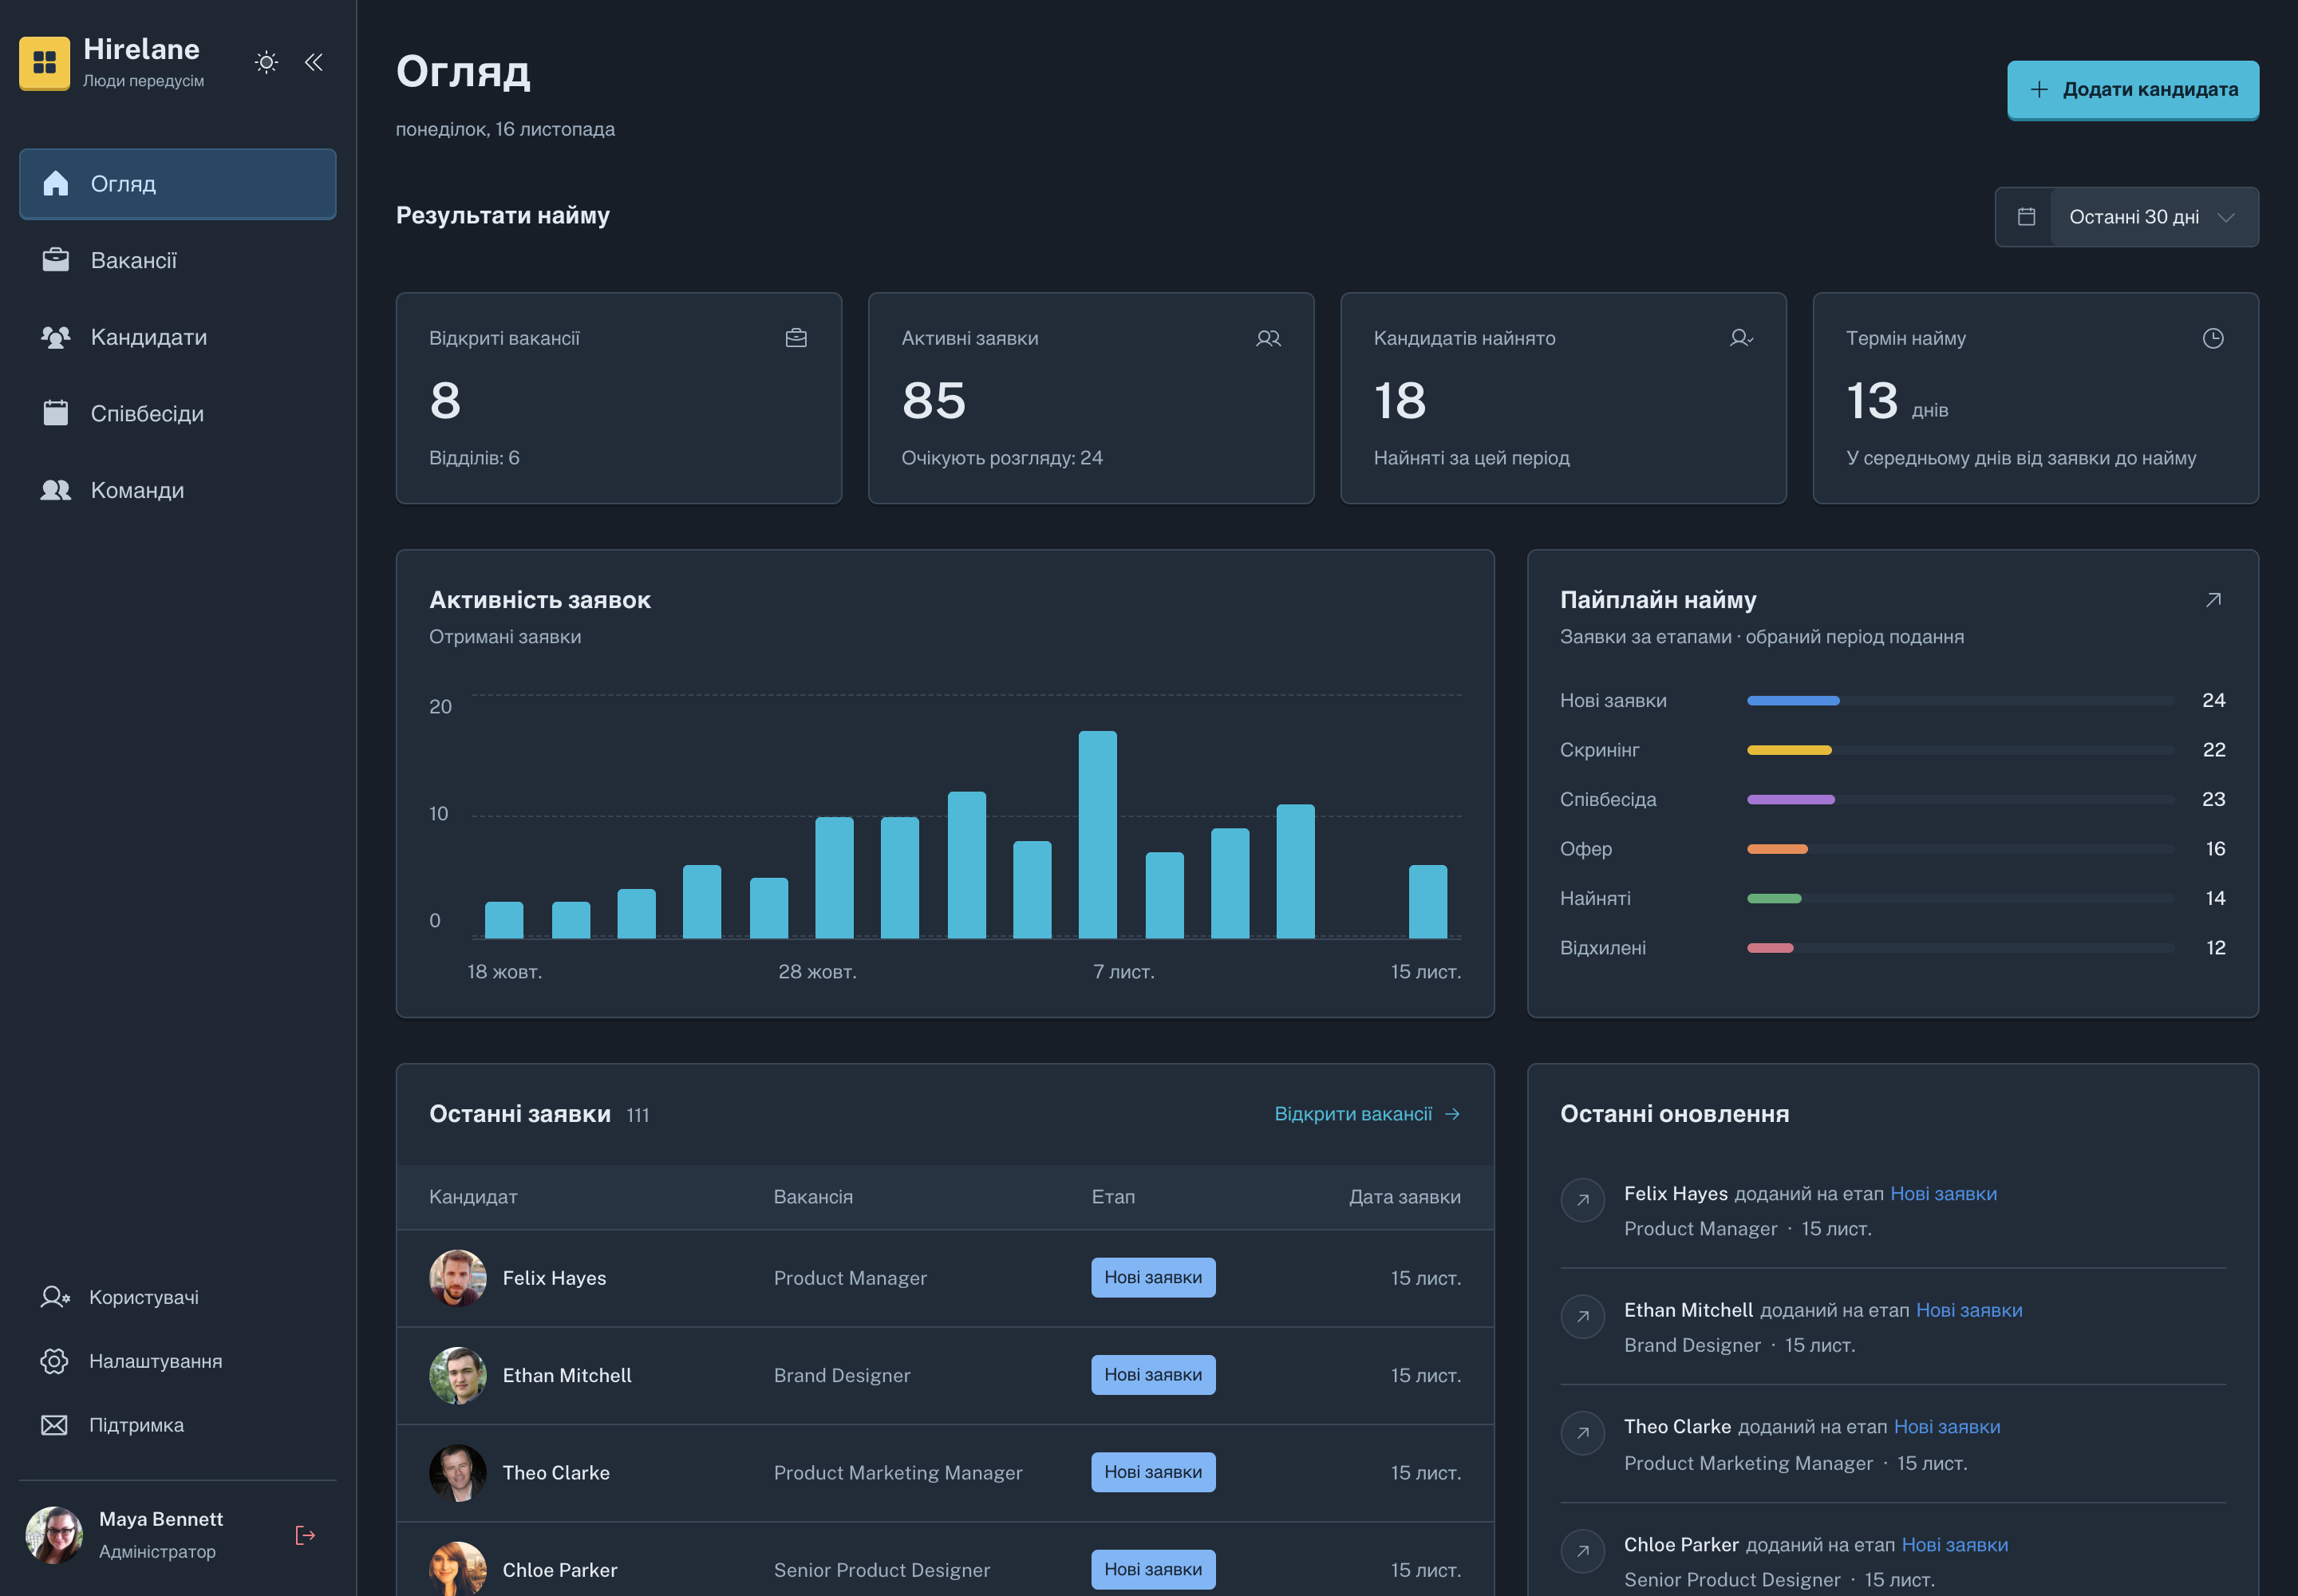 Hirelane
Люди передусім
Огляд
Вакансії
Кандидати
Співбесіди
Команди
Користувачі
Налаштування
Підтримка
Maya Bennett
Адміністратор
Огляд
понеділок, 16 листопада
Додати кандидата
Результати найму
Останні 30 дні
Відкриті вакансії
8
Відділів: 6
Активні заявки
85
Очікують розгляду: 24
Кандидатів найнято
18
Найняті за цей період
Термін найму
13 днів
У середньому днів від заявки до найму
Активність заявок
Отримані заявки
20
10
0
18 жовт.
28 жовт.
7 лист.
15 лист.
Пайплайн найму
Заявки за етапами · обраний період подання
Нові заявки 24
Скринінг 22
Співбесіда 23
Офер 16
Найняті 14
Відхилені 12
Останні заявки 111
Відкрити вакансії
Кандидат Вакансія Етап Дата заявки
Felix Hayes Product Manager Нові заявки 15 лист.
Ethan Mitchell Brand Designer Нові заявки 15 лист.
Theo Clarke Product Marketing Manager Нові заявки 15 лист.
Chloe Parker Senior Product Designer Нові заявки 15 лист.
Останні оновлення
Felix Hayes доданий на етап Нові заявки
Product Manager · 15 лист.
Ethan Mitchell доданий на етап Нові заявки
Brand Designer · 15 лист.
Theo Clarke доданий на етап Нові заявки
Product Marketing Manager · 15 лист.
Chloe Parker доданий на етап Нові заявки
Senior Product Designer · 15 лист.